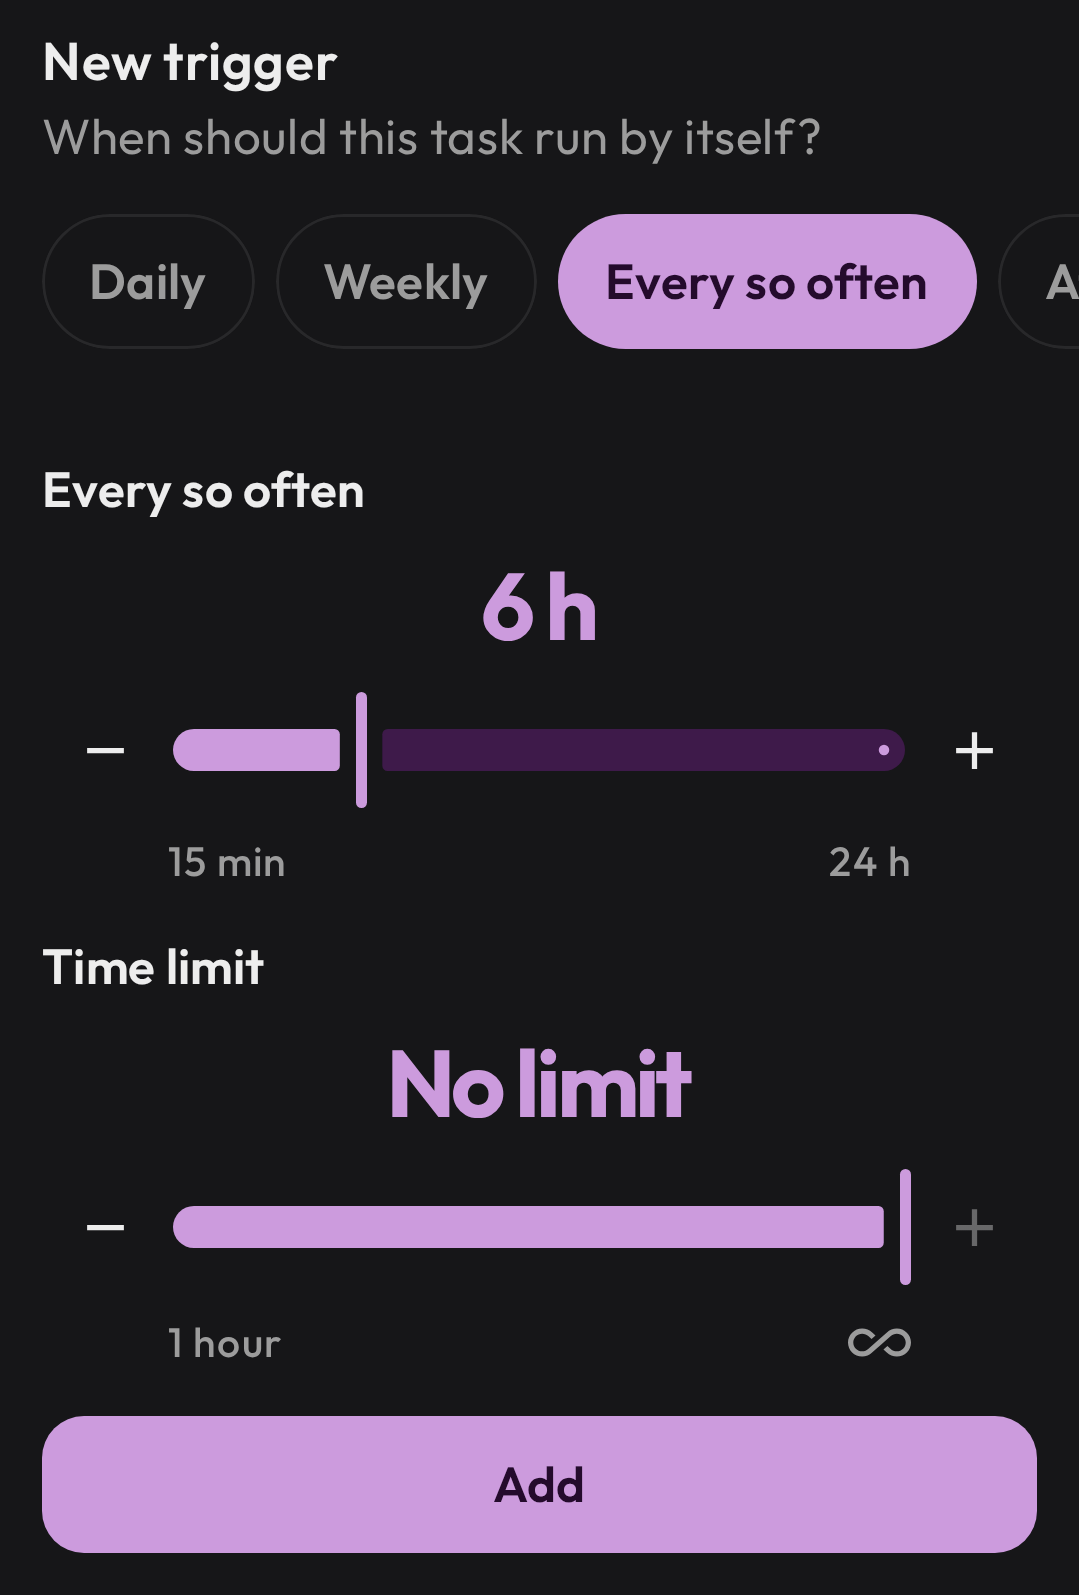 New trigger
When should this task run by itself?
Daily Weekly Every so often A
Every so often
6 h
− +
15 min 24 h
Time limit
No limit
− +
1 hour ∞
Add